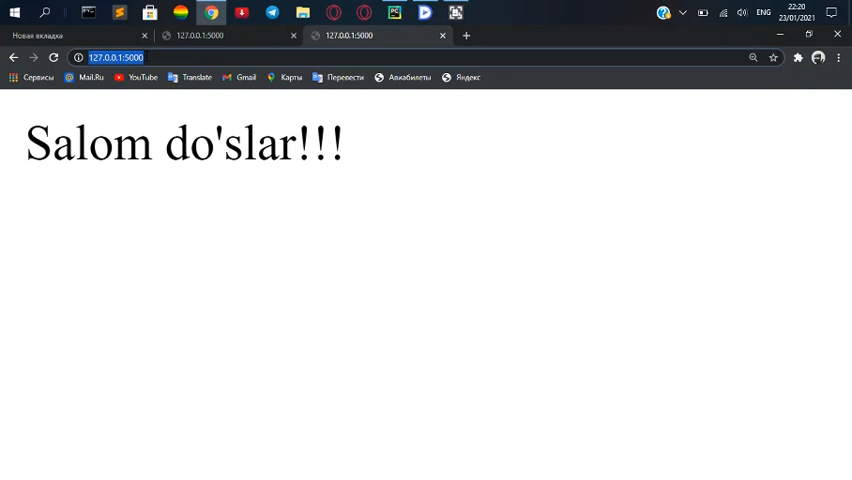 22:20
ENG
23/01/2021
Новая вкладка
127.0.0.1:5000
127.0.0.1:5000
127.0.0.1:5000
Сервисы Mail.Ru YouTube Translate Gmail Карты Перевести Авиабилеты Яндекс
Salom do'slar!!!